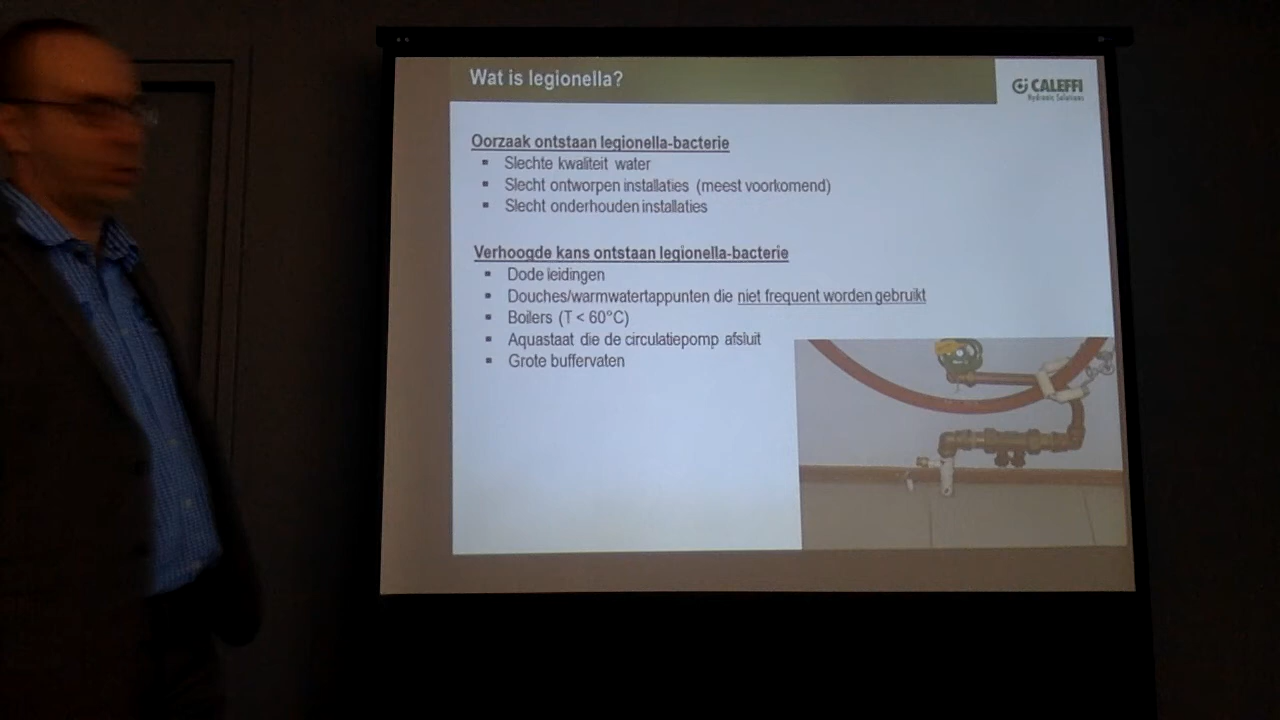 Wat is legionella?
CALEFFI
Hydronic Solutions
Oorzaak ontstaan legionella-bacterie
Slechte kwaliteit water
Slecht ontworpen installaties (meest voorkomend)
Slecht onderhouden installaties
Verhoogde kans ontstaan legionella-bacterie
Dode leidingen
Douches/warmwatertappunten die niet frequent worden gebruikt
Boilers (T < 60°C)
Aquastaat die de circulatiepomp afsluit
Grote buffervaten